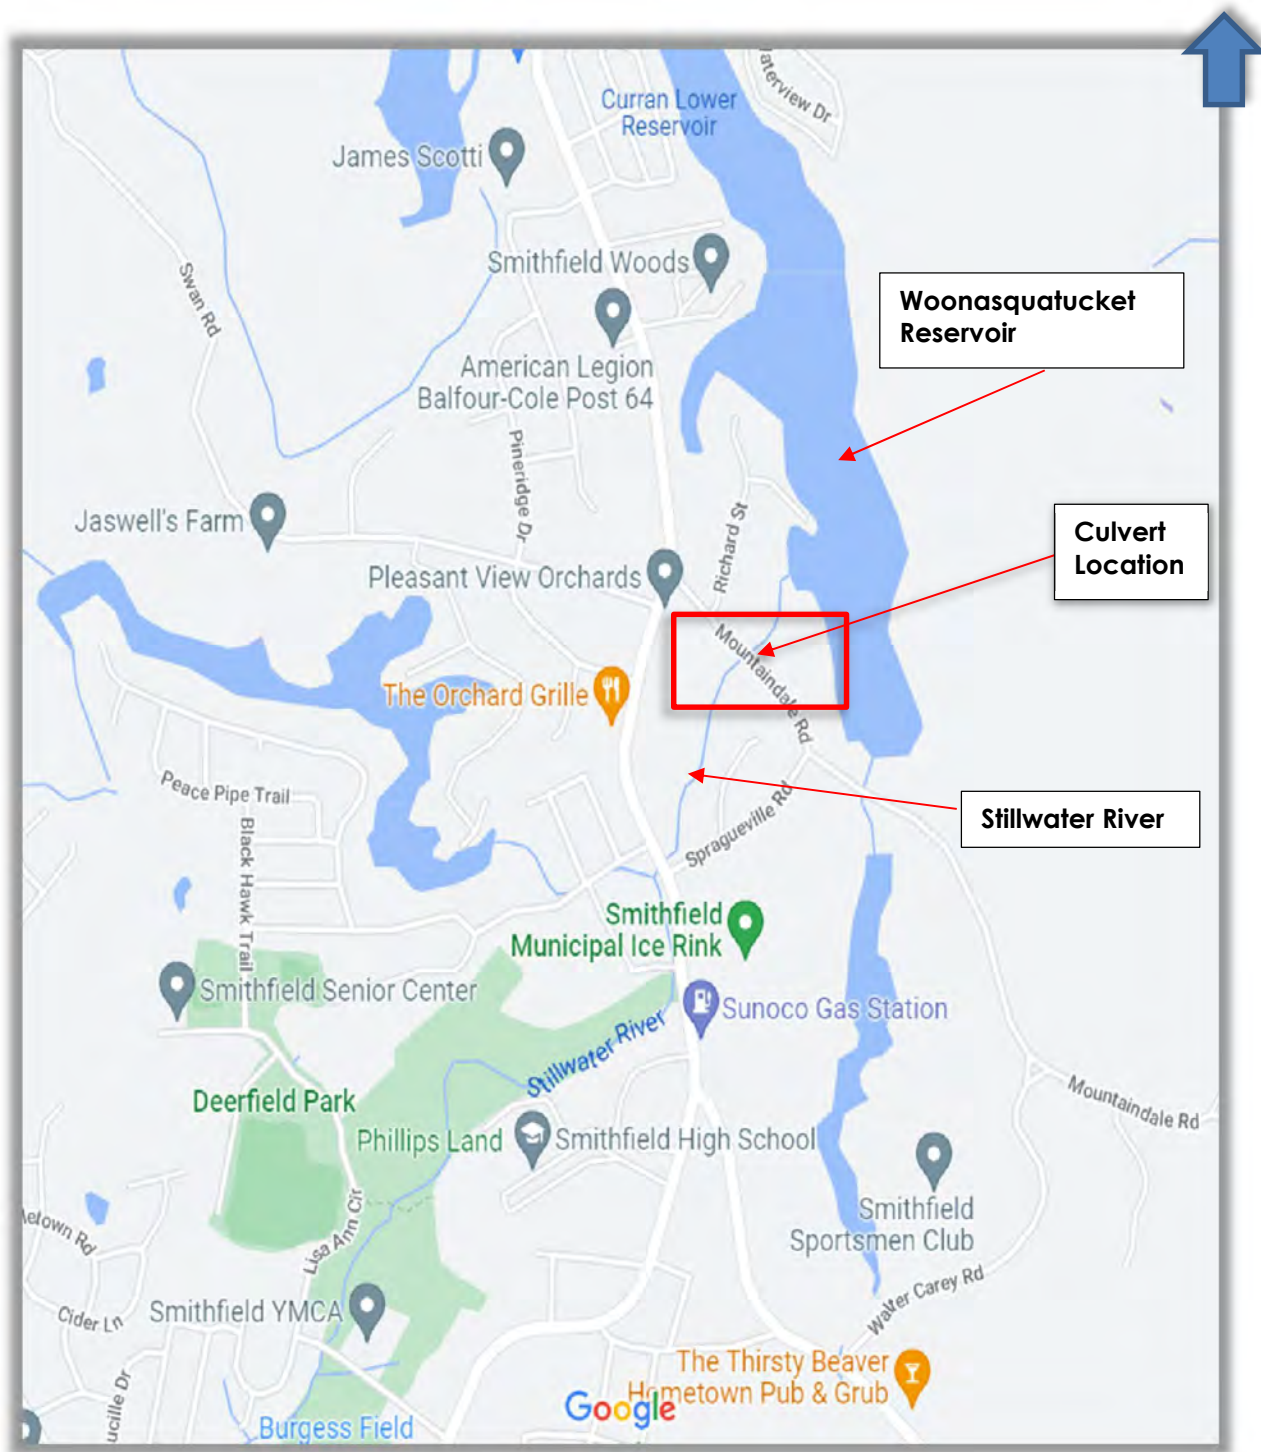 aterview Dr
Curran Lower
Reservoir
James Scotti
Smithfield Woods
Swan Rd
Woonasquatucket
Reservoir
American Legion
Balfour-Cole Post 64
Pineridge Dr
Jaswell's Farm
Richard St
Culvert
Location
Pleasant View Orchards
Mountaindale Rd
The Orchard Grille
Peace Pipe Trail
Black Hawk Trail
Spragueville Rd
Stillwater River
Smithfield
Municipal Ice Rink
Smithfield Senior Center
Sunoco Gas Station
Stillwater River
Deerfield Park
Mountaindale Rd
Phillips Land
Smithfield High School
Smithfield
Sportsmen Club
Lisa Ann Cir
etown Rd
Cider Ln
Smithfield YMCA
Walter Carey Rd
ucille Dr
The Thirsty Beaver
Hometown Pub & Grub
Google
Burgess Field